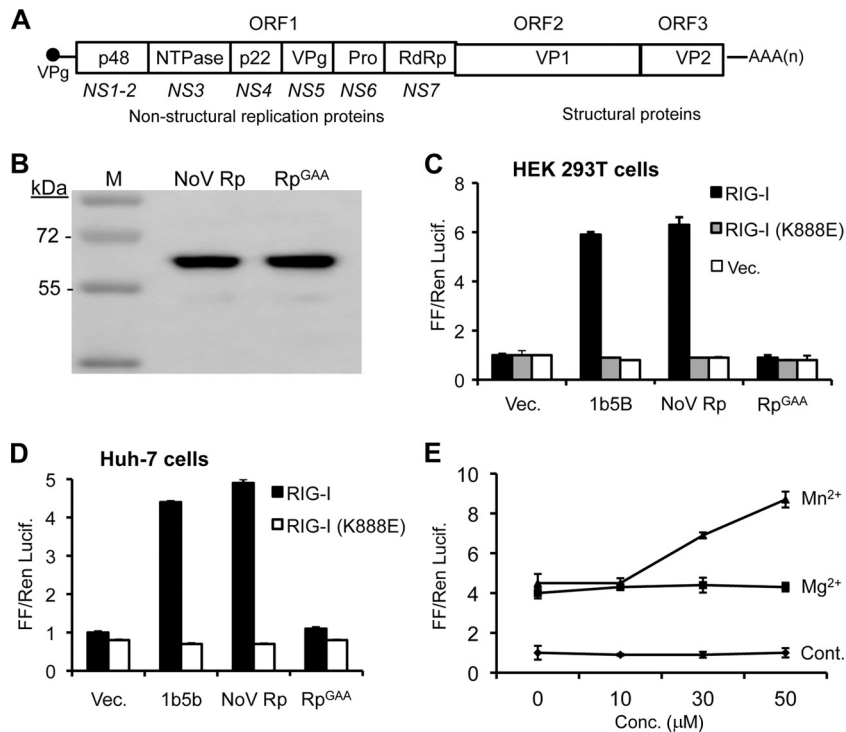 A
ORF1 ORF2 ORF3
VPg p48 NTPase p22 VPg Pro RdRp VP1 VP2 AAA(n)
NS1-2 NS3 NS4 NS5 NS6 NS7
Non-structural replication proteins Structural proteins
B
kDa M NoV Rp Rp^GAA
72 -
55 -
C
HEK 293T cells
FF/Ren Lucif.
8
6
4
2
0
RIG-I
RIG-I (K888E)
Vec.
Vec. 1b5B NoV Rp Rp^GAA
D
Huh-7 cells
FF/Ren Lucif.
5
4
3
2
1
0
RIG-I
RIG-I (K888E)
Vec. 1b5b NoV Rp Rp^GAA
E
FF/Ren Lucif.
10
8
6
4
2
0
Mn²⁺
Mg²⁺
Cont.
0 10 30 50
Conc. (μM)